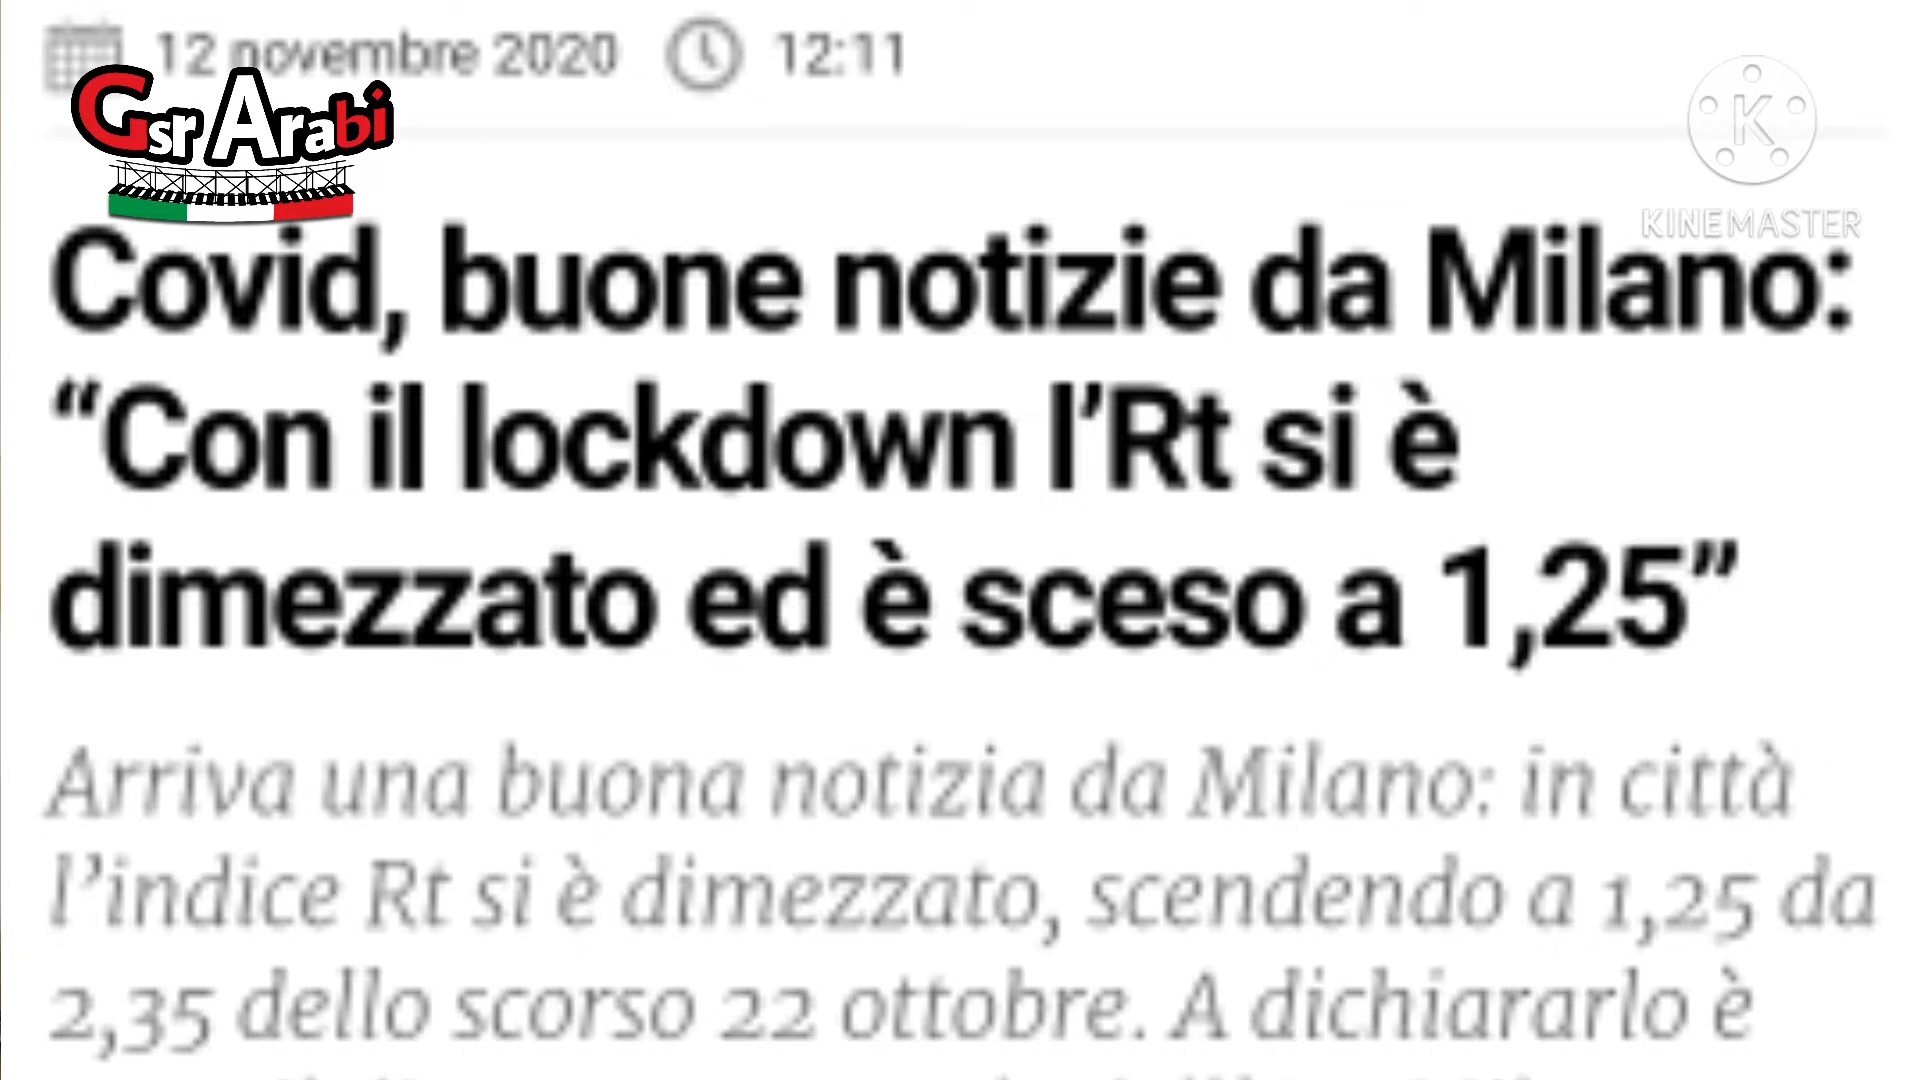 12 novembre 2020 12:11
Gsr Arabi
K
KINEMASTER
Covid, buone notizie da Milano:
“Con il lockdown l’Rt si è
dimezzato ed è sceso a 1,25”
Arriva una buona notizia da Milano: in città
l’indice Rt si è dimezzato, scendendo a 1,25 da
2,35 dello scorso 22 ottobre. A dichiararlo è